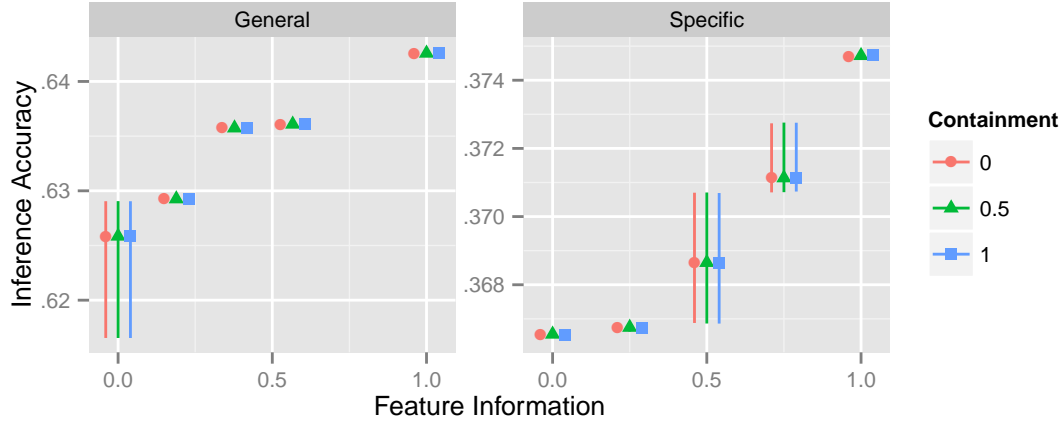 General
Specific
Inference Accuracy
.64
.63
.62
.374
.372
.370
.368
0.0 0.5 1.0
0.0 0.5 1.0
Feature Information
Containment
0
0.5
1